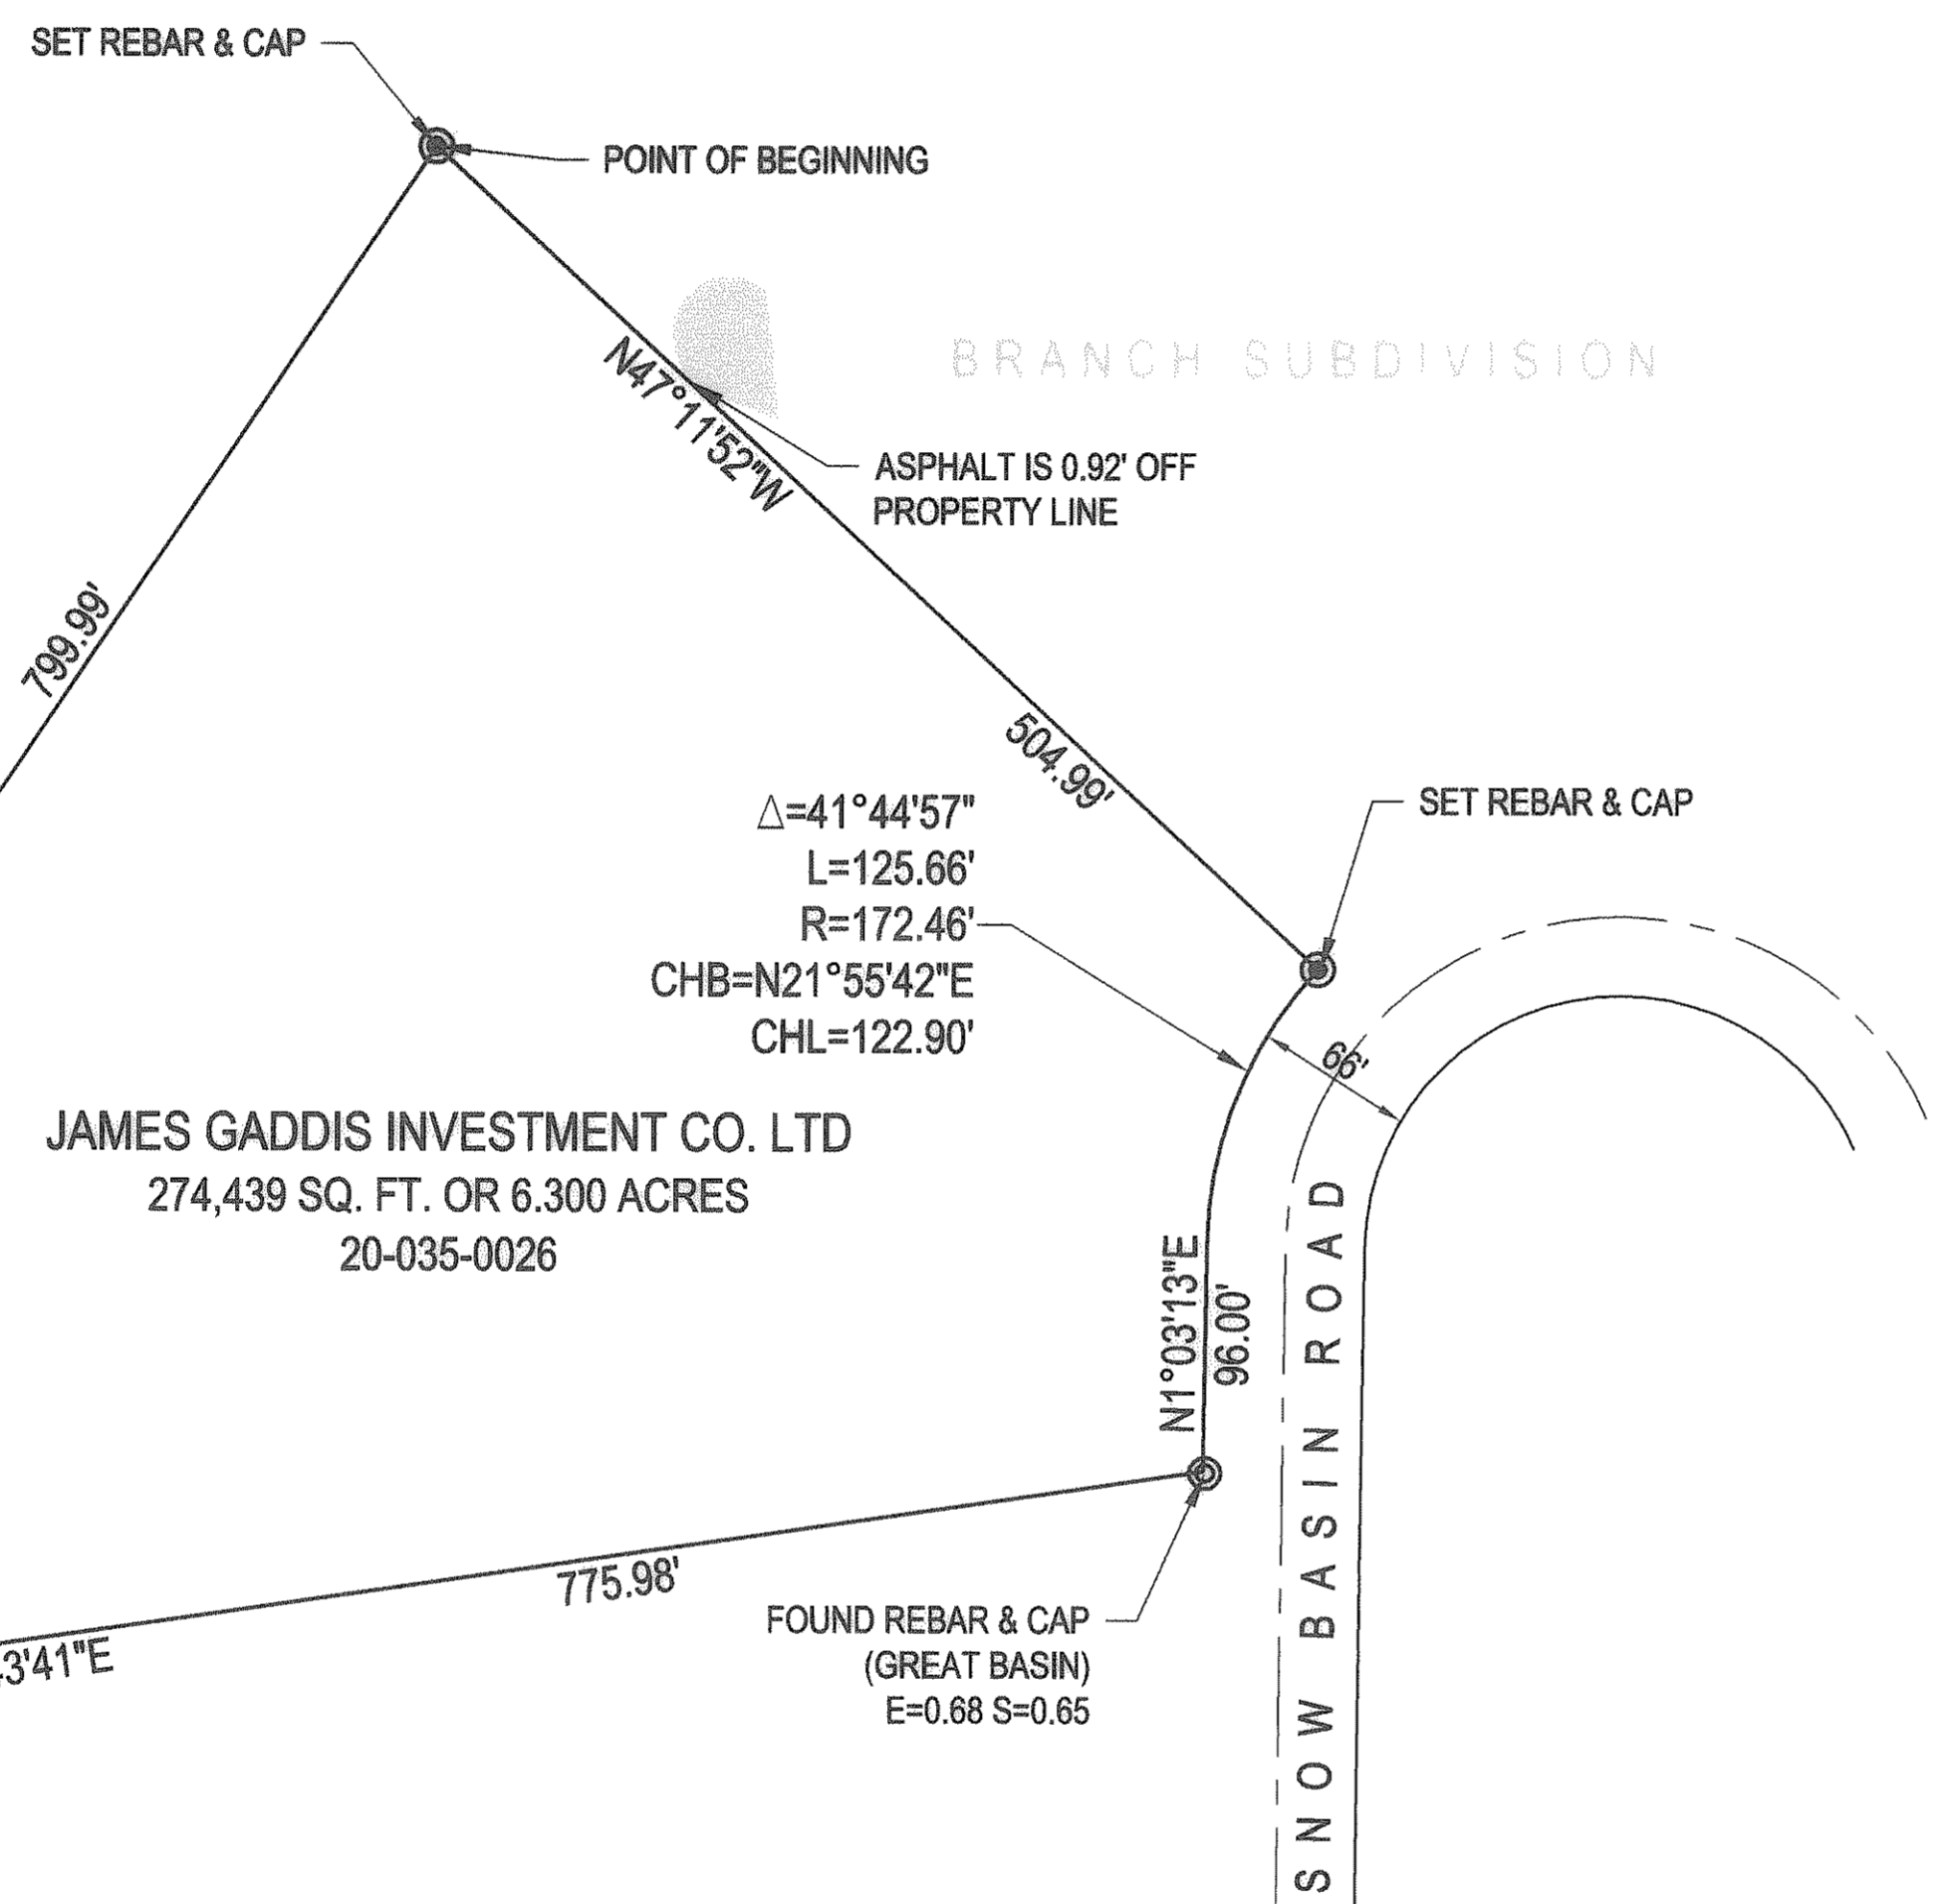 SET REBAR & CAP
POINT OF BEGINNING
BRANCH SUBDIVISION
N47°11'52"W
ASPHALT IS 0.92' OFF
PROPERTY LINE
799.99'
504.99'
SET REBAR & CAP
△=41°44'57"
L=125.66'
R=172.46'
CHB=N21°55'42"E
CHL=122.90'
66'
JAMES GADDIS INVESTMENT CO. LTD
274,439 SQ. FT. OR 6.300 ACRES
20-035-0026
N1°03'13"E
96.00'
SNOW BASIN ROAD
775.98'
3'41"E
FOUND REBAR & CAP
(GREAT BASIN)
E=0.68 S=0.65